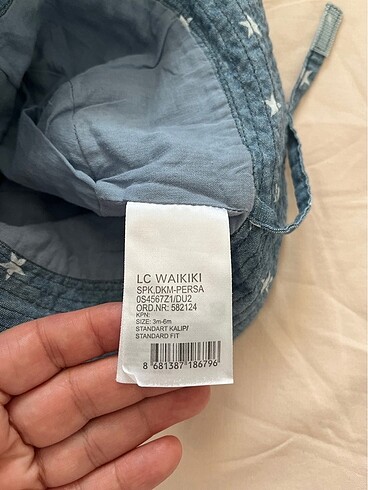 LC WAIKIKI
SPK,DKM-PERSA
0S4567Z1/DU2
ORD.NR: 582124
KPN:
SIZE: 3m-6m
STANDART KALIP/
STANDARD FIT
8 681387 186796